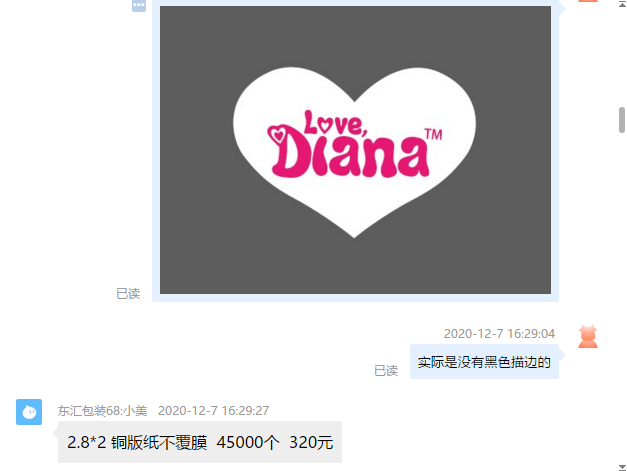 Love,
Diana™
已读
2020-12-7 16:29:04
已读
实际是没有黑色描边的
东汇包装68:小美 2020-12-7 16:29:27
2.8*2 铜版纸不覆膜 45000个 320元